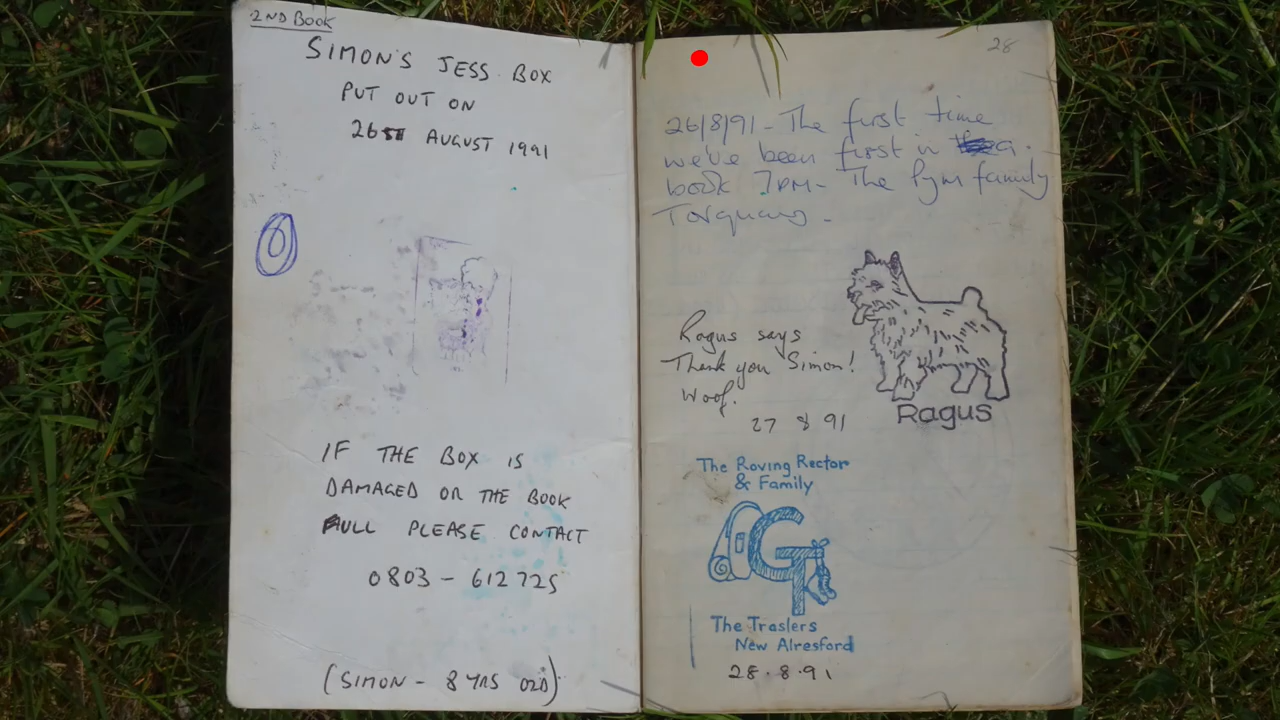 2ND BOOK
SIMON'S JESS BOX
PUT OUT ON
26 AUGUST 1991
IF THE BOX IS
DAMAGED OR THE BOOK
FULL PLEASE CONTACT
0803 - 612725
(SIMON - 8 YRS OLD)
28
26/8/91 - The first time
we've been first in a
book 7PM - The Pym family
Torquay.
Ragus says
Thank you Simon!
Woof.
27 8 91
Ragus
The Roving Rector
& Family
GT
The Traslers
New Alresford
28.8.91